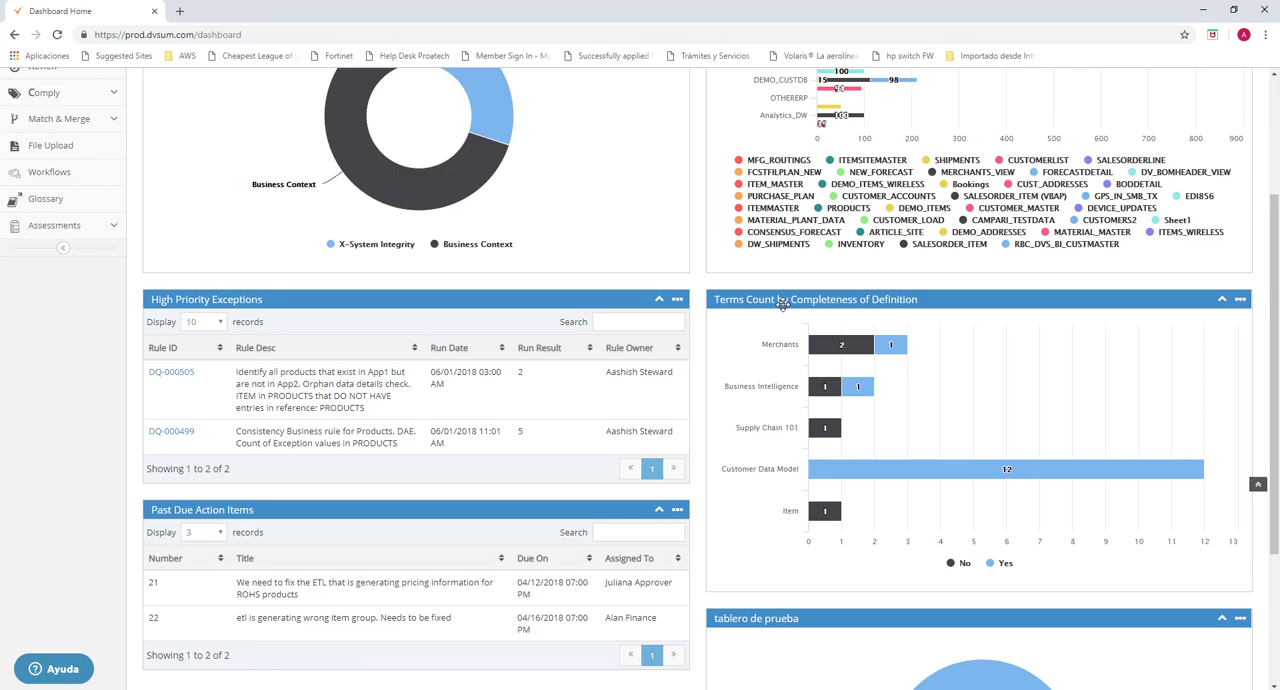 Dashboard Home
https://prod.dvsum.com/dashboard
Aplicaciones
Suggested Sites
AWS
Cheapest League of
Fortinet
Help Desk Proatech
Member Sign In - My
Successfully applied
Trámites y Servicios
Volaris® La aerolíne
hp switch FW
Importado desde Int
A
Comply
Match & Merge
File Upload
Workflows
Glossary
Assessments
Ayuda
Business Context
X-System Integrity
Business Context
100
DEMO_CUSTDB
15
98
OTHERERP
Analytics_DW
0 100 200 300 400 500 600 700 800 900
MFG_ROUTINGS ITEMSITEMASTER SHIPMENTS CUSTOMERLIST SALESORDERLINE
FCSTFILPLAN_NEW NEW_FORECAST MERCHANTS_VIEW FORECASTDETAIL DV_BOMHEADER_VIEW
ITEM_MASTER DEMO_ITEMS_WIRELESS Bookings CUST_ADDRESSES BODDETAIL
PURCHASE_PLAN CUSTOMER_ACCOUNTS SALESORDER_ITEM (VBAP) GPS_IN_SMB_TX EDI856
ITEMMASTER PRODUCTS DEMO_ITEMS CUSTOMER_MASTER DEVICE_UPDATES
MATERIAL_PLANT_DATA CUSTOMER_LOAD CAMPARI_TESTDATA CUSTOMERS2 Sheet1
CONSENSUS_FORECAST ARTICLE_SITE DEMO_ADDRESSES MATERIAL_MASTER ITEMS_WIRELESS
DW_SHIPMENTS INVENTORY SALESORDER_ITEM RBC_DVS_BI_CUSTMASTER
High Priority Exceptions
Display 10 records Search
Rule ID Rule Desc Run Date Run Result Rule Owner
DQ-000505 Identify all products that exist in App1 but 06/01/2018 03:00 2 Aashish Steward
are not in App2. Orphan data details check. AM
ITEM in PRODUCTS that DO NOT HAVE
entries in reference: PRODUCTS
DQ-000499 Consistency Business rule for Products. DAE. 06/01/2018 11:01 5 Aashish Steward
Count of Exception values in PRODUCTS AM
Showing 1 to 2 of 2
« 1 »
Past Due Action Items
Display 3 records Search
Number Title Due On Assigned To
21 We need to fix the ETL that is generating pricing information for 04/12/2018 07:00 Juliana Approver
ROHS products PM
22 etl is generating wrong item group. Needs to be fixed 04/16/2018 07:00 Alan Finance
PM
Showing 1 to 2 of 2
« 1 »
Terms Count by Completeness of Definition
Merchants 2 1
Business Intelligence 1 1
Supply Chain 101 1
Customer Data Model 12
Item 1
0 1 2 3 4 5 6 7 8 9 10 11 12 13
No Yes
tablero de prueba